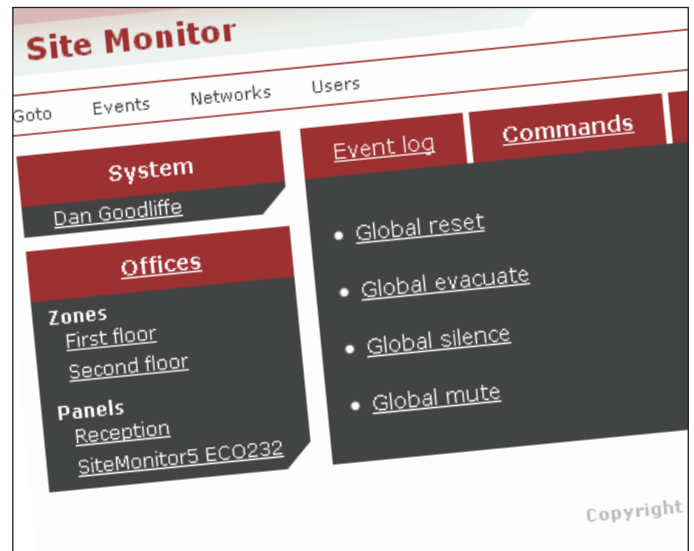 Site Monitor
Goto Events Networks Users
System
Dan Goodliffe
Offices
Zones
First floor
Second floor
Panels
Reception
SiteMonitor5 ECO232
Event log Commands
Global reset
Global evacuate
Global silence
Global mute
Copyright